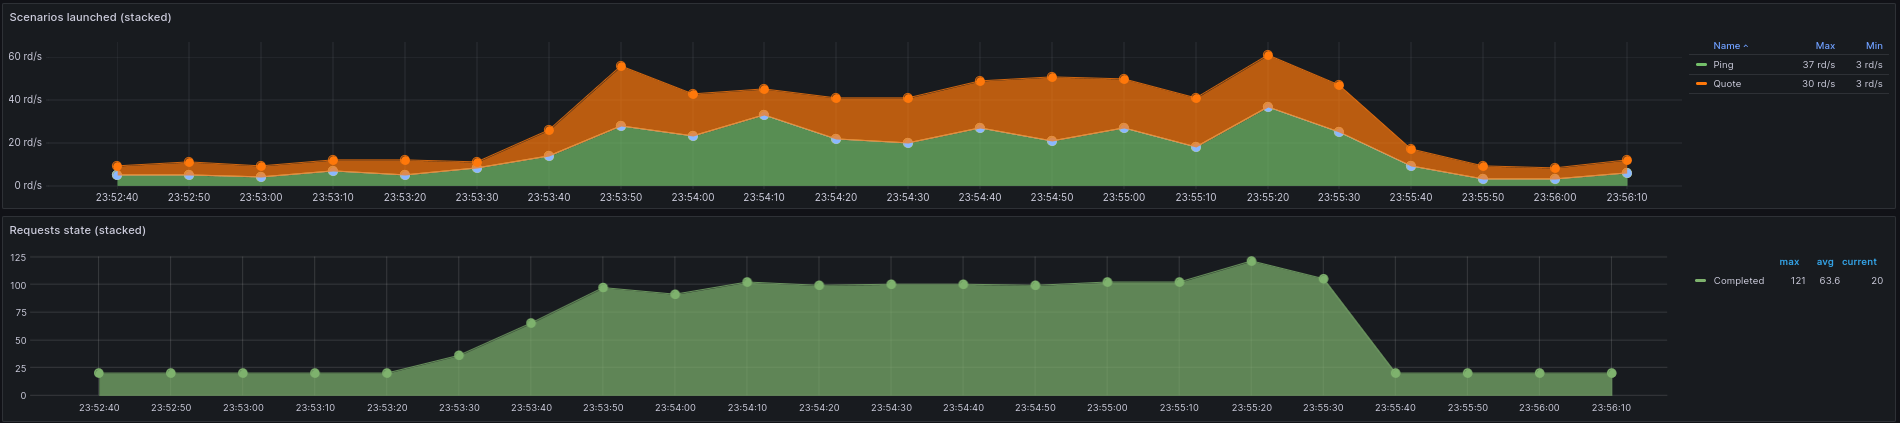 Scenarios launched (stacked)
60 rd/s
40 rd/s
20 rd/s
0 rd/s
23:52:40 23:52:50 23:53:00 23:53:10 23:53:20 23:53:30 23:53:40 23:53:50 23:54:00 23:54:10 23:54:20 23:54:30 23:54:40 23:54:50 23:55:00 23:55:10 23:55:20 23:55:30 23:55:40 23:55:50 23:56:00 23:56:10
Name Max Min
Ping 37 rd/s 3 rd/s
Quote 30 rd/s 3 rd/s
Requests state (stacked)
125
100
75
50
25
0
23:52:40 23:52:50 23:53:00 23:53:10 23:53:20 23:53:30 23:53:40 23:53:50 23:54:00 23:54:10 23:54:20 23:54:30 23:54:40 23:54:50 23:55:00 23:55:10 23:55:20 23:55:30 23:55:40 23:55:50 23:56:00 23:56:10
max avg current
Completed 121 63.6 20